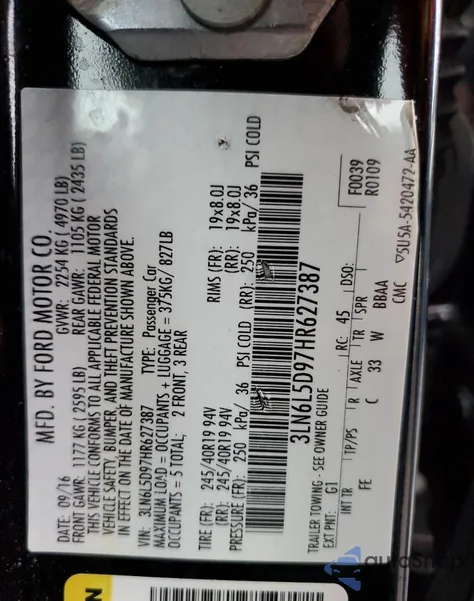 MFD. BY FORD MOTOR CO.
DATE: 09/16 GVWR: 2254 KG ( 4970 LB)
FRONT GAWR: 1177 KG ( 2595 LB) REAR GAWR: 1105 KG ( 2435 LB)
THIS VEHICLE CONFORMS TO ALL APPLICABLE FEDERAL MOTOR
VEHICLE SAFETY, BUMPER, AND THEFT PREVENTION STANDARDS
IN EFFECT ON THE DATE OF MANUFACTURE SHOWN ABOVE.
VIN: 3LN6L5D97HR627387 TYPE: Passenger Car
MAXIMUM LOAD = OCCUPANTS + LUGGAGE = 375KG/ 827LB
OCCUPANTS = 5 TOTAL; 2 FRONT, 3 REAR
TIRE (FR): 245/40R19 94V RIMS (FR): 19x8.0J
(RR): 245/40R19 94V (RR): 19x8.0J
PRESSURE (FR): 250 kPa/ 36 PSI COLD (RR): 250 kPa/ 36 PSI COLD
3LN6L5D97HR627387
TRAILER TOWING - SEE OWNER GUIDE
EXT PNT: G1 RC: 45 DSO: F0039
R0109
INT TR TP/PS R AXLE TR SPR
FE C 33 W BBAA
CMC
5U5A-5420472-AA
autoSnap